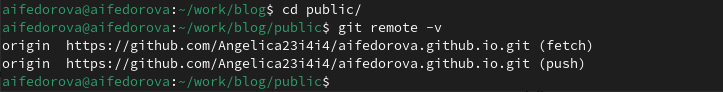 aifedorova@aifedorova:~/work/blog$ cd public/
aifedorova@aifedorova:~/work/blog/public$ git remote -v
origin  https://github.com/Angelica23i4i4/aifedorova.github.io.git (fetch)
origin  https://github.com/Angelica23i4i4/aifedorova.github.io.git (push)
aifedorova@aifedorova:~/work/blog/public$